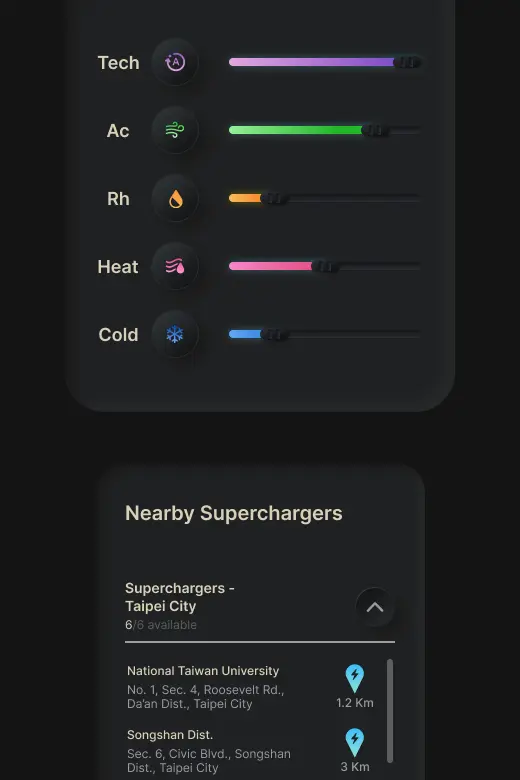 Tech
A
Ac
Rh
Heat
Cold
Nearby Superchargers
Superchargers -
Taipei City
6/6 available
National Taiwan University
No. 1, Sec. 4, Roosevelt Rd.,
Da'an Dist., Taipei City
1.2 Km
Songshan Dist.
Sec. 6, Civic Blvd., Songshan
Dist., Taipei City
3 Km